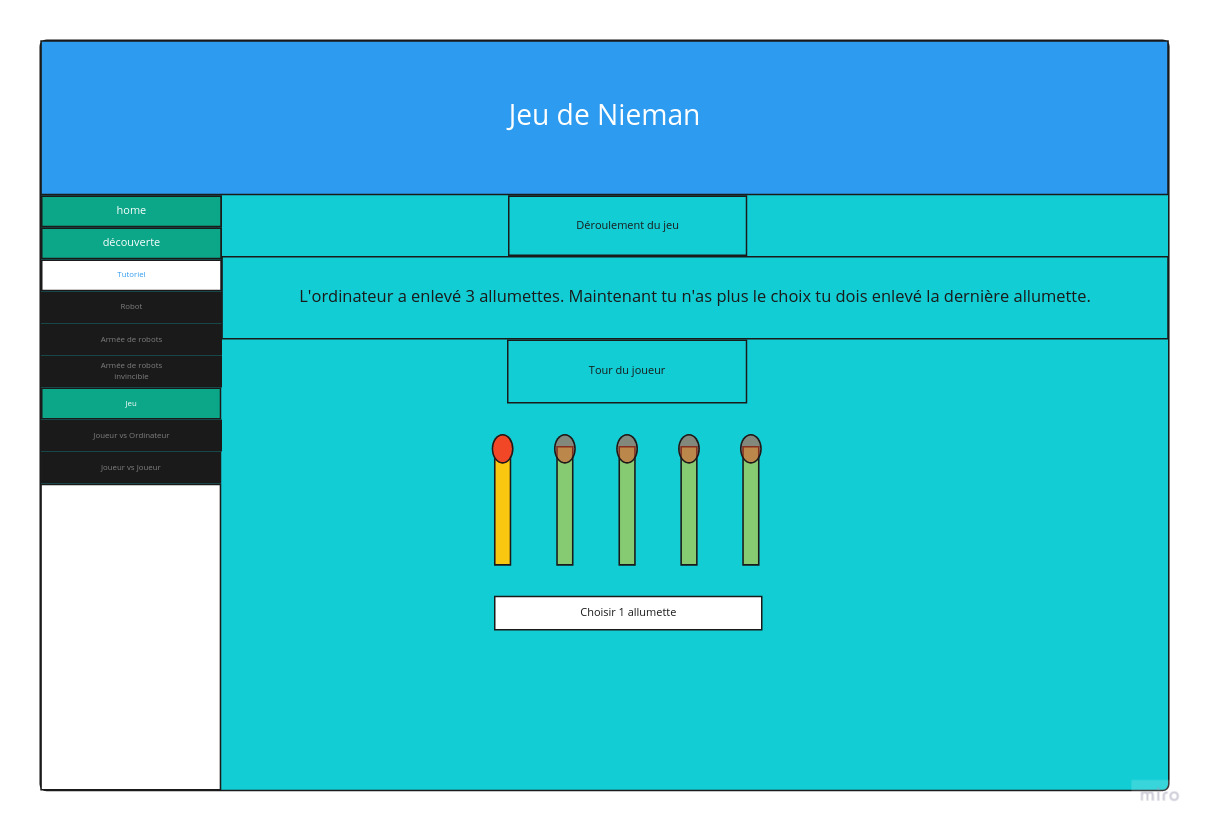 Jeu de Nieman
home
découverte
Tutoriel
Robot
Armée de robots
Armée de robots
invincible
Jeu
Joueur vs Ordinateur
Joueur vs Joueur
Déroulement du jeu
L'ordinateur a enlevé 3 allumettes. Maintenant tu n'as plus le choix tu dois enlevé la dernière allumette.
Tour du joueur
Choisir 1 allumette
miro